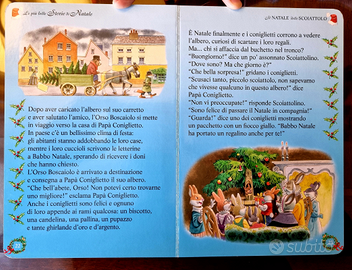 Le più belle Storie di Natale
Dopo aver caricato l'albero sul suo carretto
e aver salutato l'amico, l'Orso Boscaiolo si mette
in viaggio verso la casa di Papà Coniglietto.
In paese c'è un bellissimo clima di festa:
gli abitanti stanno addobbando le loro case,
mentre i loro cuccioli scrivono le letterine
a Babbo Natale, sperando di ricevere i doni
che hanno chiesto.
L'Orso Boscaiolo è arrivato a destinazione
e consegna a Papà Coniglietto il suo albero.
"Che bell'abete, Orso! Non potevi certo trovarne
uno migliore!" esclama Papà Coniglietto.
Anche i coniglietti sono felici e ognuno
di loro appende ai rami qualcosa: un biscotto,
una candelina, una pallina, un pupazzo
e tante ghirlande d'oro e d'argento.
Il Natale dello Scoiattolo
È Natale finalmente e i coniglietti corrono a vedere
l'albero, curiosi di scartare i loro regali.
Ma... chi si affaccia dal buchetto nel tronco?
"Buongiorno!" dice un po' assonnato Scoiattolino.
"Dove sono? Ma che giorno è?"
"Che bella sorpresa!" gridano i coniglietti.
"Scusaci tanto, piccolo scoiattolo, non sapevamo
che vivesse qualcuno in questo albero!" dice
Papà Coniglietto.
"Non vi preoccupate!" risponde Scoiattolino.
"Sono felice di passare il Natale in compagnia!"
"Guarda!" dice uno dei coniglietti mostrando
un pacchetto con un fiocco giallo. "Babbo Natale
ha portato un regalino anche per te!"
subito